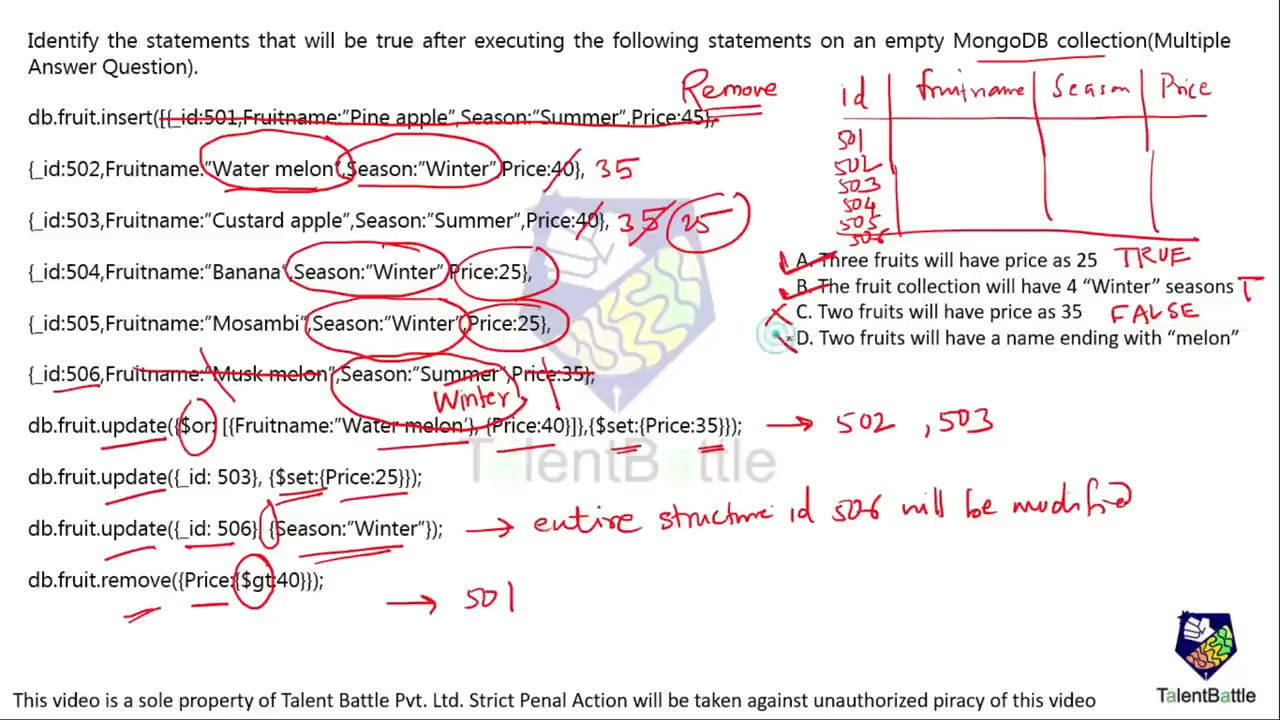 Identify the statements that will be true after executing the following statements on an empty MongoDB collection(Multiple
Answer Question).
Remove
id fruitname Season Price
501
502
503
504
505
506
db.fruit.insert([{_id:501,Fruitname:"Pine apple",Season:"Summer".Price:45},
{_id:502,Fruitname:"Water melon",Season:"Winter",Price:40}, 35
{_id:503,Fruitname:"Custard apple",Season:"Summer",Price:40}, 35 25
{_id:504,Fruitname:"Banana",Season:"Winter",Price:25},
{_id:505,Fruitname:"Mosambi",Season:"Winter",Price:25},
{_id:506,Fruitname:"Musk melon",Season:"Summer",Price:35},
Winter
A. Three fruits will have price as 25 TRUE
B. The fruit collection will have 4 "Winter" seasons T
C. Two fruits will have price as 35 FALSE
D. Two fruits will have a name ending with "melon"
db.fruit.update({$or: [{Fruitname:"Water melon"}, {Price:40}]},{$set:{Price:35}}); → 502 , 503
db.fruit.update({_id: 503}, {$set:{Price:25}});
db.fruit.update({_id: 506}, {Season:"Winter"}); → entire structure id 506 will be modified
db.fruit.remove({Price:{$gt:40}}); → 501
TalentBattle
TalentBattle
This video is a sole property of Talent Battle Pvt. Ltd. Strict Penal Action will be taken against unauthorized piracy of this video